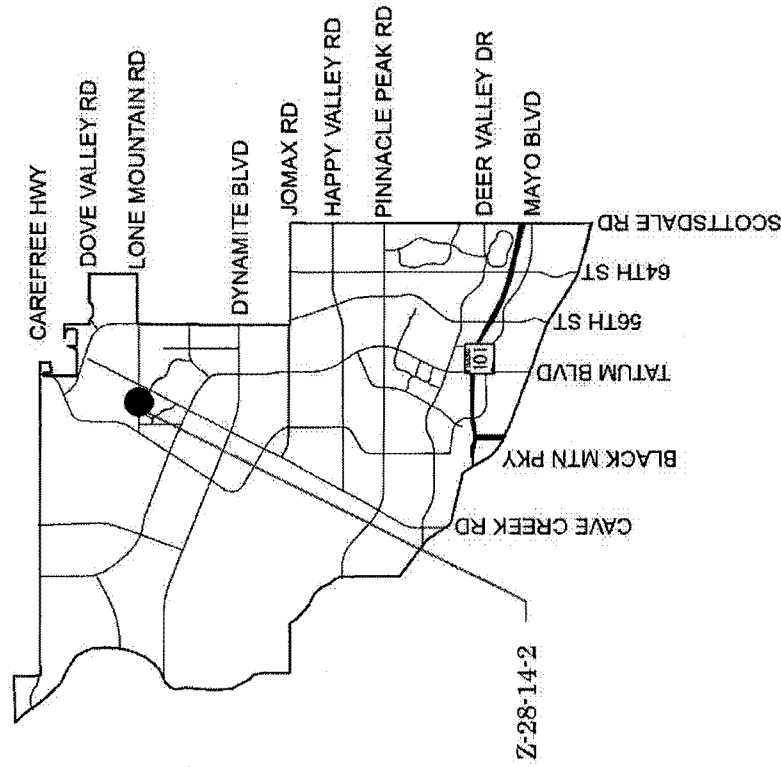 CAREFREE HWY
DOVE VALLEY RD
LONE MOUNTAIN RD
DYNAMITE BLVD
JOMAX RD
HAPPY VALLEY RD
PINNACLE PEAK RD
DEER VALLEY DR
MAYO BLVD
SCOTTSDALE RD
64TH ST
56TH ST
TATUM BLVD
101
BLACK MTN PKY
CAVE CREEK RD
Z-28-14-2